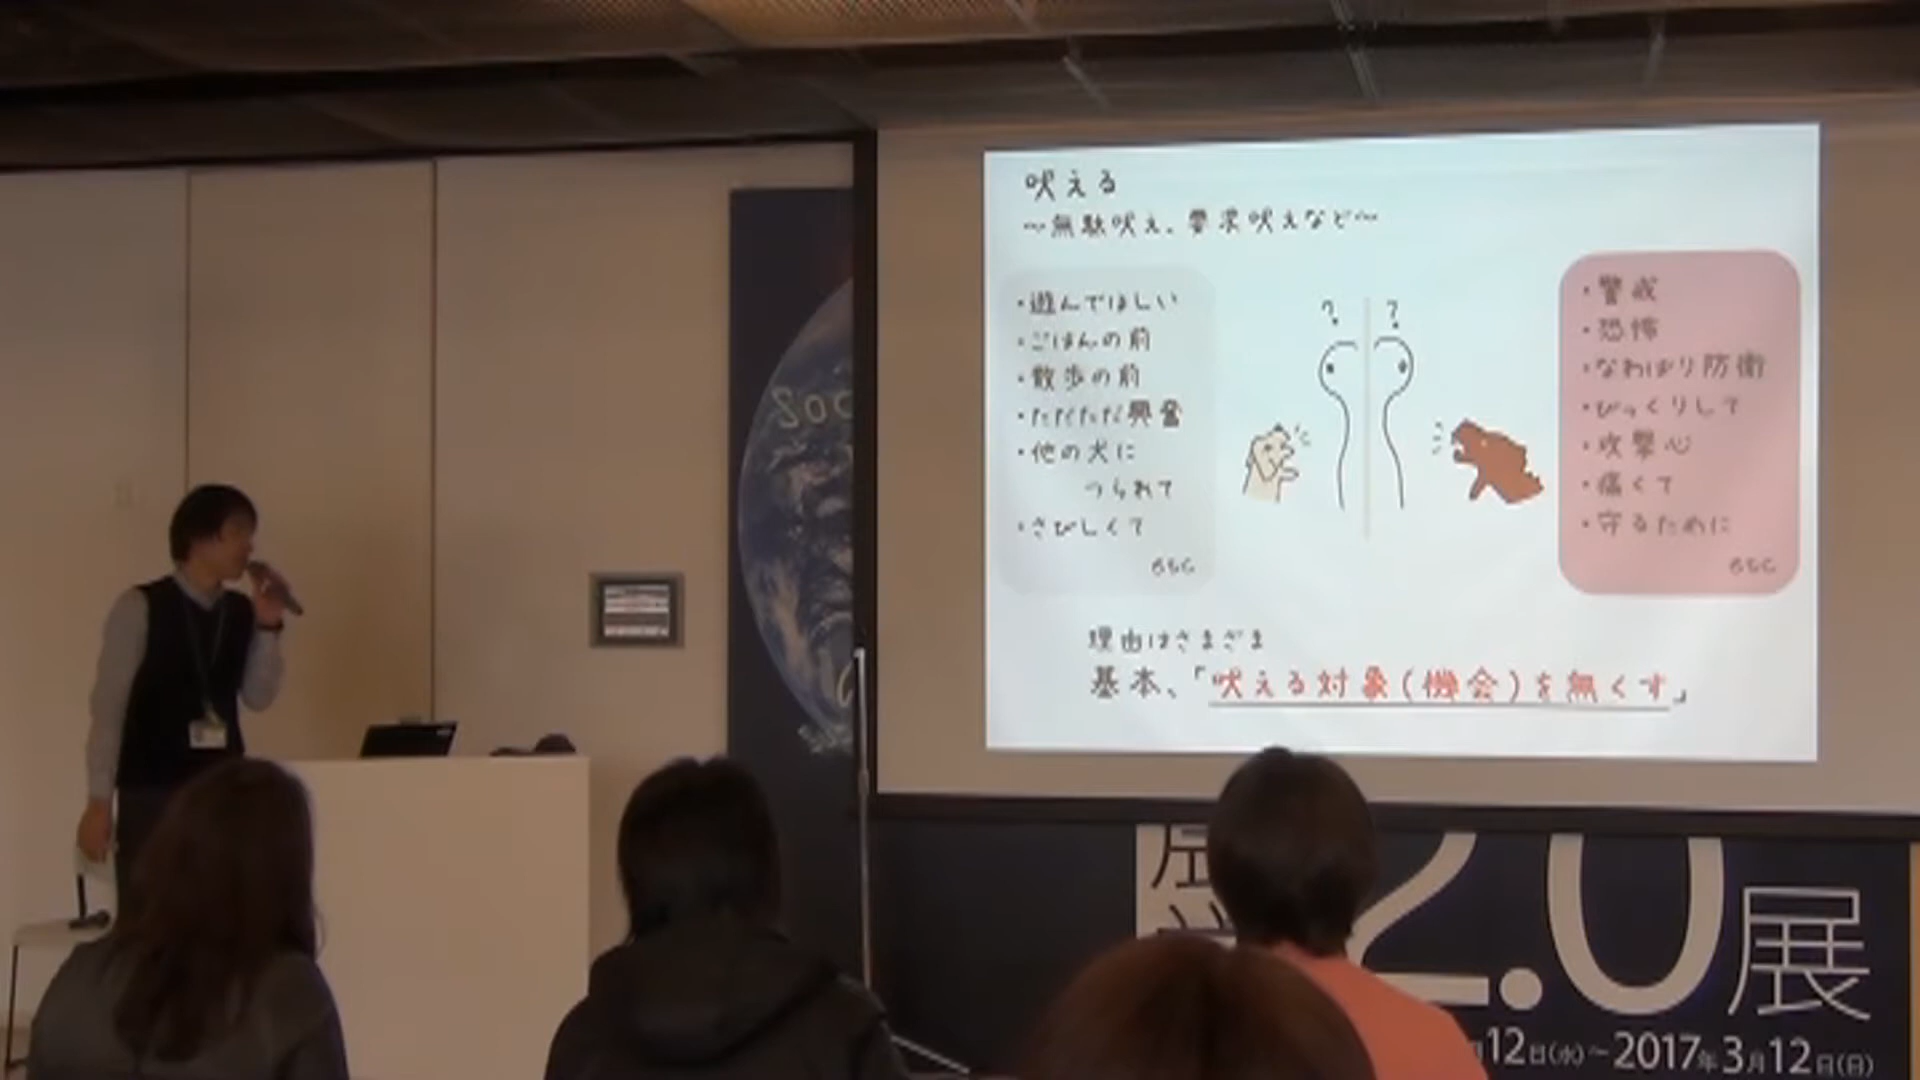 吠える
〜無駄吠え、要求吠えなど〜
・遊んでほしい
・ごはんの前
・散歩の前
・ただただ興奮
・他の犬に
つられて
・さびしくて
etc
?
?
・警戒
・恐怖
・なわばり防衛
・びっくりして
・攻撃心
・痛くて
・守るために
etc
理由はさまざま
基本、「吠える対象(機会)を無くす」
2.0展
12日(水)〜2017年3月12日(日)